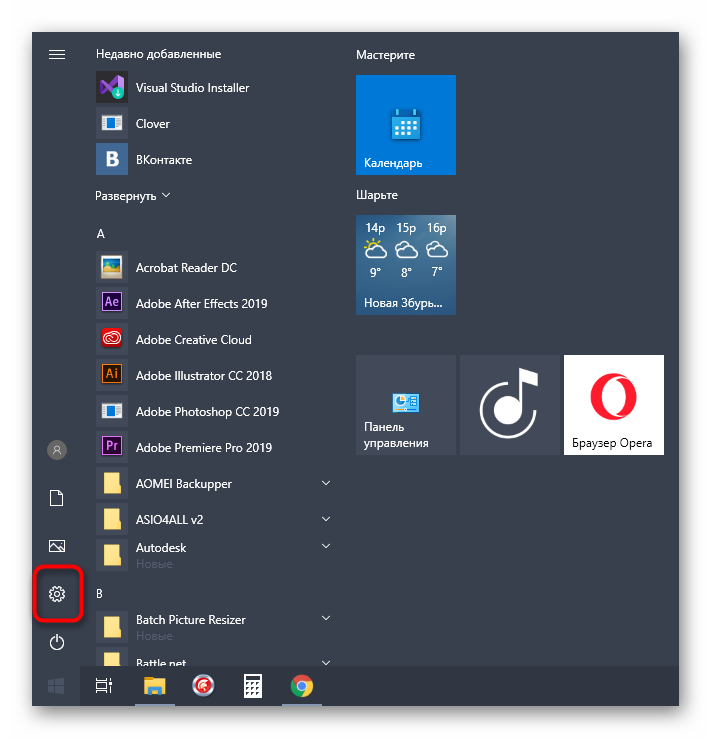 Недавно добавленные
Visual Studio Installer
Clover
В
ВКонтакте
Развернуть
A
Acrobat Reader DC
Ae
Adobe After Effects 2019
Adobe Creative Cloud
Ai
Adobe Illustrator CC 2018
Adobe Photoshop CC 2019
Pr
Adobe Premiere Pro 2019
AOMEI Backupper
ASIO4ALL v2
Autodesk
Новые
B
Batch Picture Resizer
Новые
Battle.net
Мастерите
Календарь
Шарьте
14р 15р 16р
9° 8° 7°
Новая Збурь...
Панель
управления
Браузер Opera